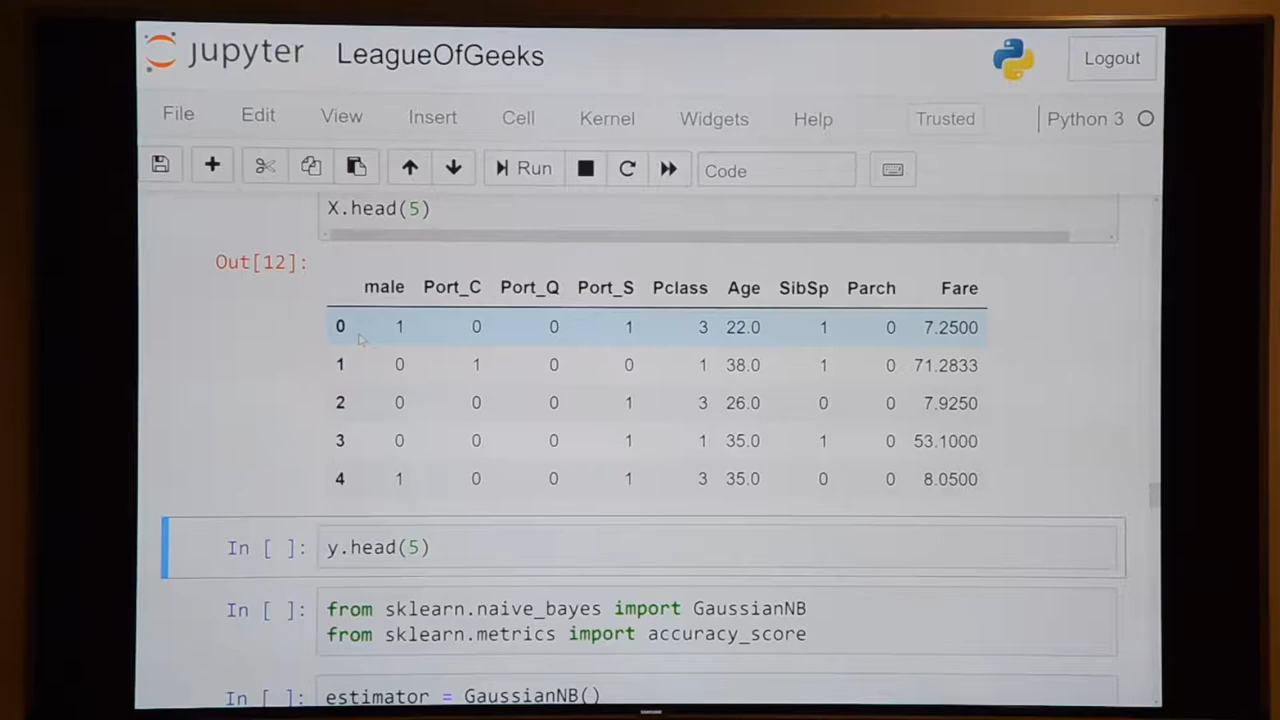 jupyter LeagueOfGeeks Logout
File Edit View Insert Cell Kernel Widgets Help Trusted Python 3
Run Code
X.head(5)
Out[12]:
male Port_C Port_Q Port_S Pclass Age SibSp Parch Fare
0 1 0 0 1 3 22.0 1 0 7.2500
1 0 1 0 0 1 38.0 1 0 71.2833
2 0 0 0 1 3 26.0 0 0 7.9250
3 0 0 0 1 1 35.0 1 0 53.1000
4 1 0 0 1 3 35.0 0 0 8.0500
In [ ]: y.head(5)
In [ ]: from sklearn.naive_bayes import GaussianNB
from sklearn.metrics import accuracy_score
In [ ]: estimator = GaussianNB()